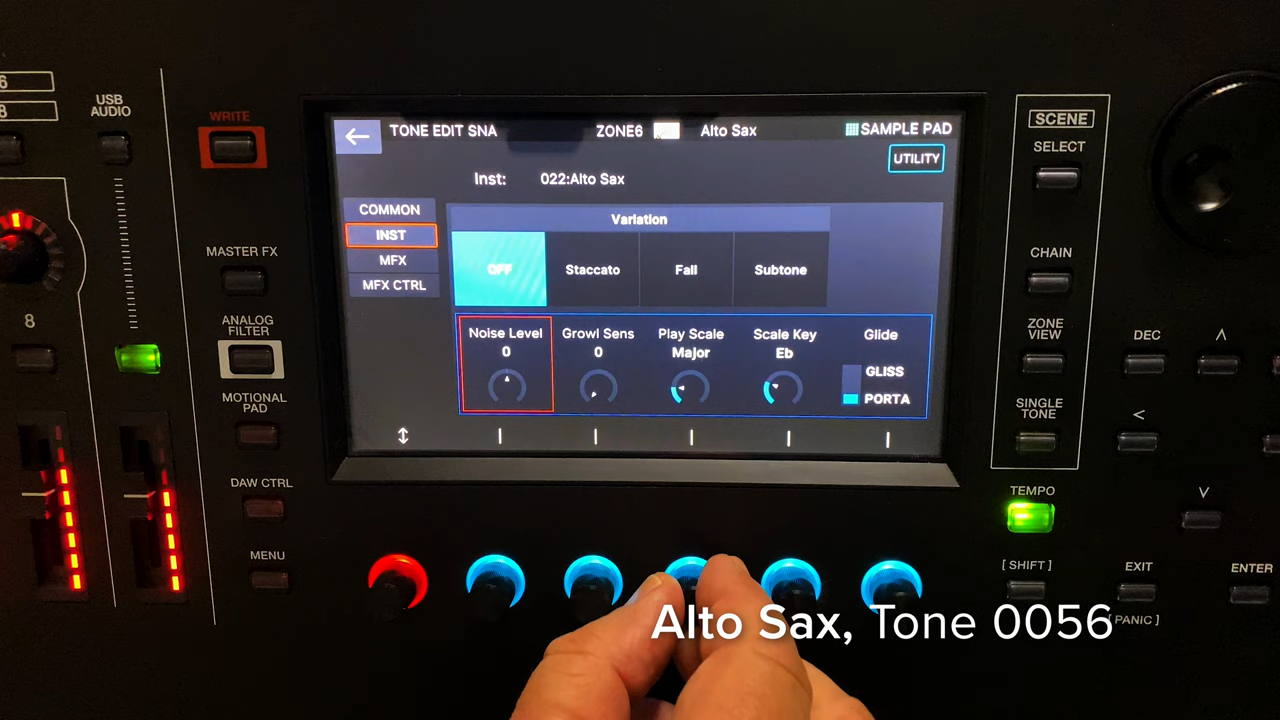 6
8
USB
AUDIO
WRITE
8
MASTER FX
ANALOG
FILTER
MOTIONAL
PAD
DAW CTRL
MENU
TONE EDIT SNA ZONE6 Alto Sax SAMPLE PAD
UTILITY
Inst: 022:Alto Sax
COMMON
INST
MFX
MFX CTRL
Variation
OFF Staccato Fall Subtone
Noise Level Growl Sens Play Scale Scale Key Glide
0 0 Major Eb
GLISS
PORTA
SCENE
SELECT
CHAIN
ZONE
VIEW
SINGLE
TONE
TEMPO
[ SHIFT ]
DEC
EXIT
ENTER
[ PANIC ]
Alto Sax, Tone 0056